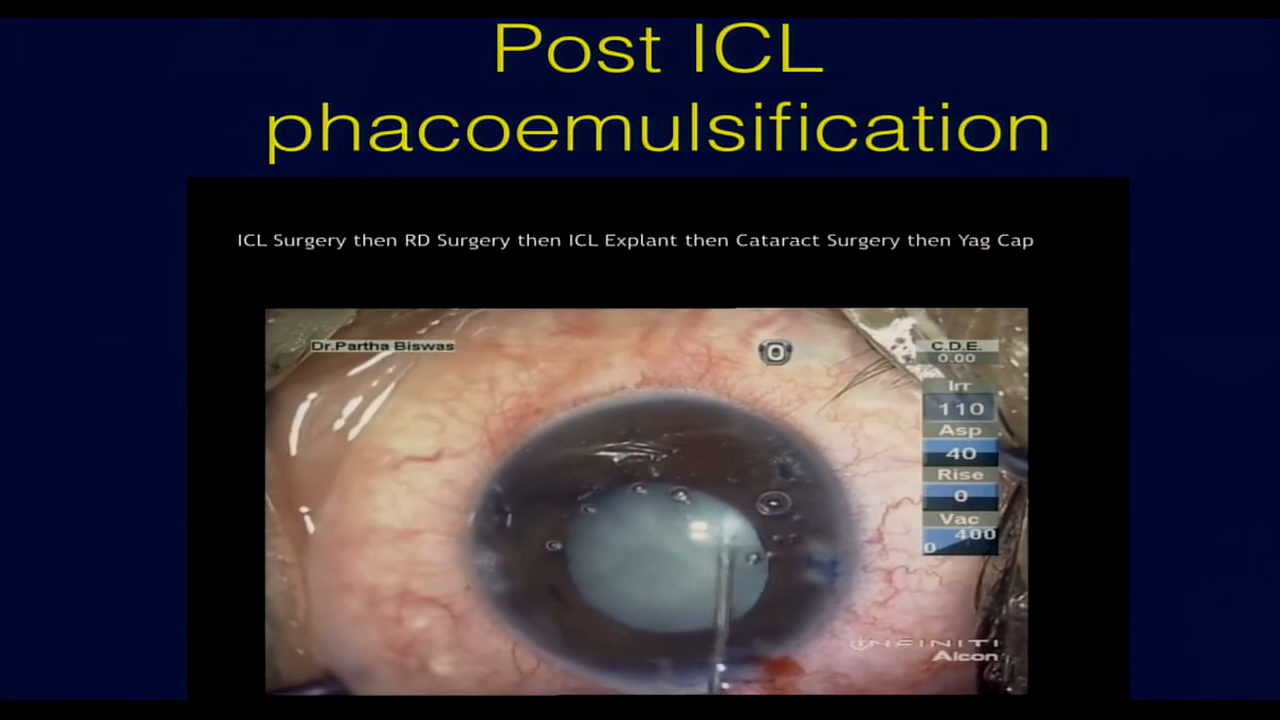 Post ICL
phacoemulsification
ICL Surgery then RD Surgery then ICL Explant then Cataract Surgery then Yag Cap
Dr.Partha Biswas
0
C.D.E.
0.00
Irr
110
Asp
40
Rise
0
Vac
400
0
INFINITI
Alcon